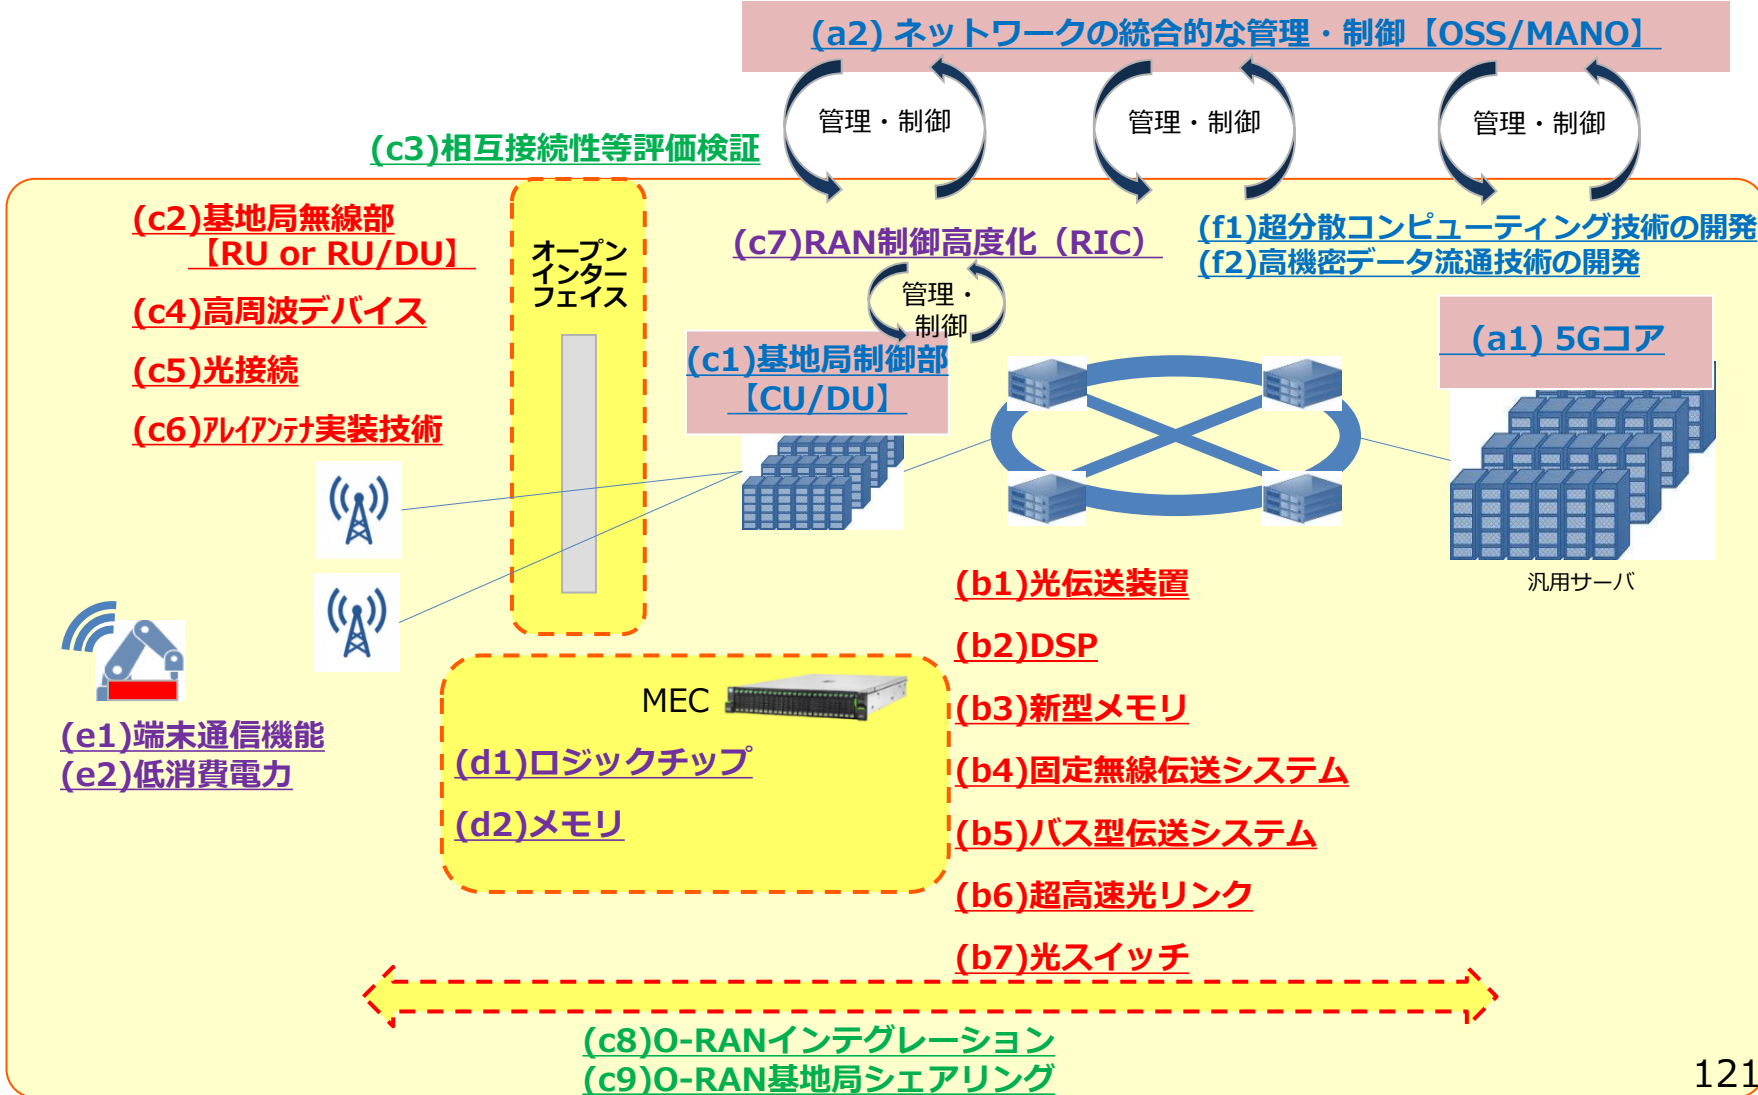 (a2) ネットワークの統合的な管理・制御【OSS/MANO】
管理・制御
管理・制御
管理・制御
(c3)相互接続性等評価検証
(c2)基地局無線部
【RU or RU/DU】
(c4)高周波デバイス
(c5)光接続
(c6)ｱﾚｲｱﾝﾃﾅ実装技術
オープン
インター
フェイス
(c7)RAN制御高度化（RIC）
管理・
制御
(c1)基地局制御部
【CU/DU】
(f1)超分散コンピューティング技術の開発
(f2)高機密データ流通技術の開発
(a1) 5Gコア
汎用サーバ
(e1)端末通信機能
(e2)低消費電力
MEC
(d1)ロジックチップ
(d2)メモリ
(b1)光伝送装置
(b2)DSP
(b3)新型メモリ
(b4)固定無線伝送システム
(b5)バス型伝送システム
(b6)超高速光リンク
(b7)光スイッチ
(c8)O-RANインテグレーション
(c9)O-RAN基地局シェアリング
121